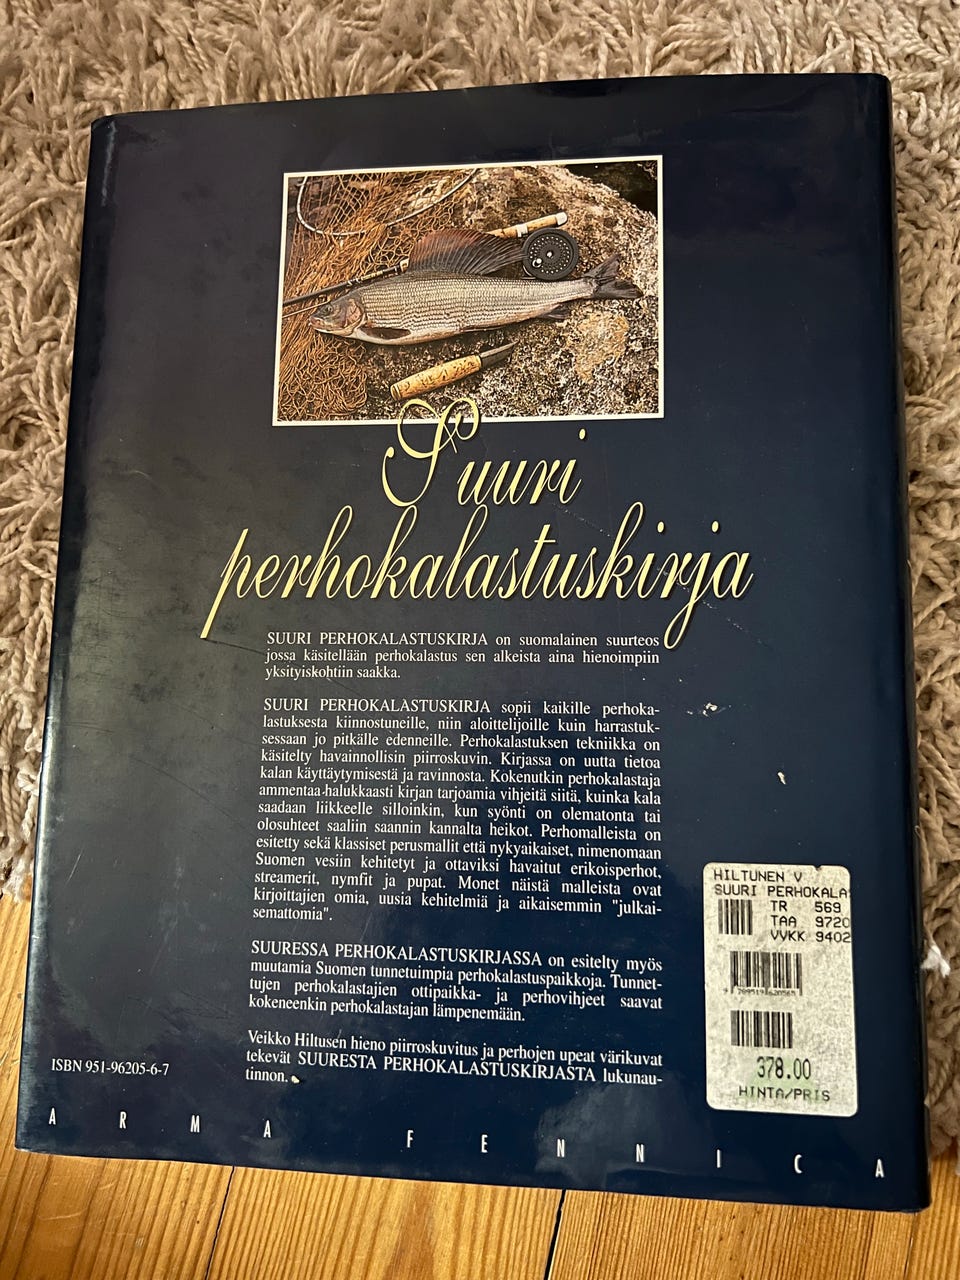 Suuri
perhokalastuskirja
SUURI PERHOKALASTUSKIRJA on suomalainen suurteos
jossa käsitellään perhokalastus sen alkeista aina hienoimpiin
yksityiskohtiin saakka.
SUURI PERHOKALASTUSKIRJA sopii kaikille perhoka-
lastuksesta kiinnostuneille, niin aloittelijoille kuin harrastuk-
sessaan jo pitkälle edenneille. Perhokalastuksen tekniikka on
käsitelty havainnollisin piirroskuvin. Kirjassa on uutta tietoa
kalan käyttäytymisestä ja ravinnosta. Kokenutkin perhokalastaja
ammentaa halukkaasti kirjan tarjoamia vihjeitä siitä, kuinka kala
saadaan liikkeelle silloinkin, kun syönti on olematonta tai
olosuhteet saaliin saannin kannalta heikot. Perhomalleista on
esitetty sekä klassiset perusmallit että nykyaikaiset, nimenomaan
Suomen vesiin kehitetyt ja ottaviksi havaitut erikoisperhot,
streamerit, nymfit ja pupat. Monet näistä malleista ovat
kirjoittajien omia, uusia kehitelmiä ja aikaisemmin "julkai-
semattomia".
SUURESSA PERHOKALASTUSKIRJASSA on esitelty myös
muutamia Suomen tunnetuimpia perhokalastuspaikkoja. Tunnet-
tujen perhokalastajien ottipaikka- ja perhovihjeet saavat
kokeneenkin perhokalastajan lämpenemään.
Veikko Hiltusen hieno piirroskuvitus ja perhojen upeat värikuvat
tekevät SUURESTA PERHOKALASTUSKIRJASTA lukunau-
tinnon.
ISBN 951-96205-6-7
ARMA FENNICA
HILTUNEN V
SUURI PERHOKALA
TR 569
TAA 9720
VVKK 9402
9 789519 620565
378.00
HINTA/PRIS